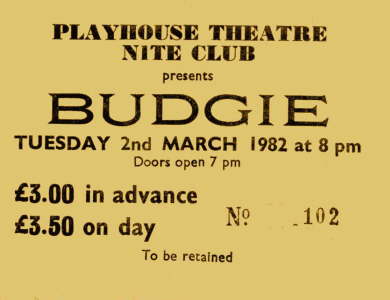 PLAYHOUSE THEATRE
NiTE CLUB
presents
BUDGIE
TUESDAY 2nd MARCH 1982 at 8 pm
Doors open 7 pm
£3.00 in advance
£3.50 on day
No 102
To be retained